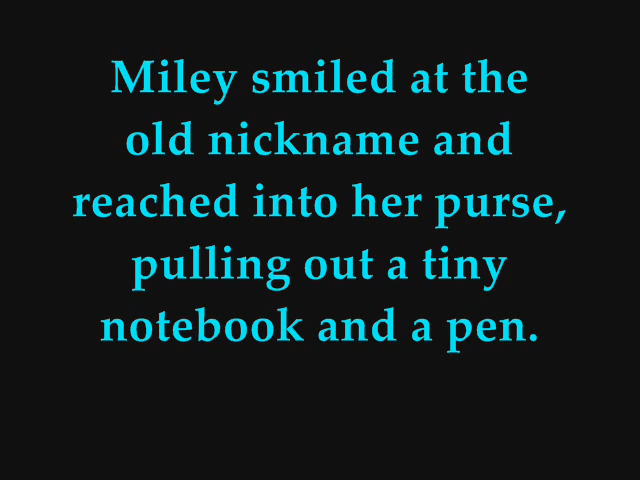 Miley smiled at the
old nickname and
reached into her purse,
pulling out a tiny
notebook and a pen.